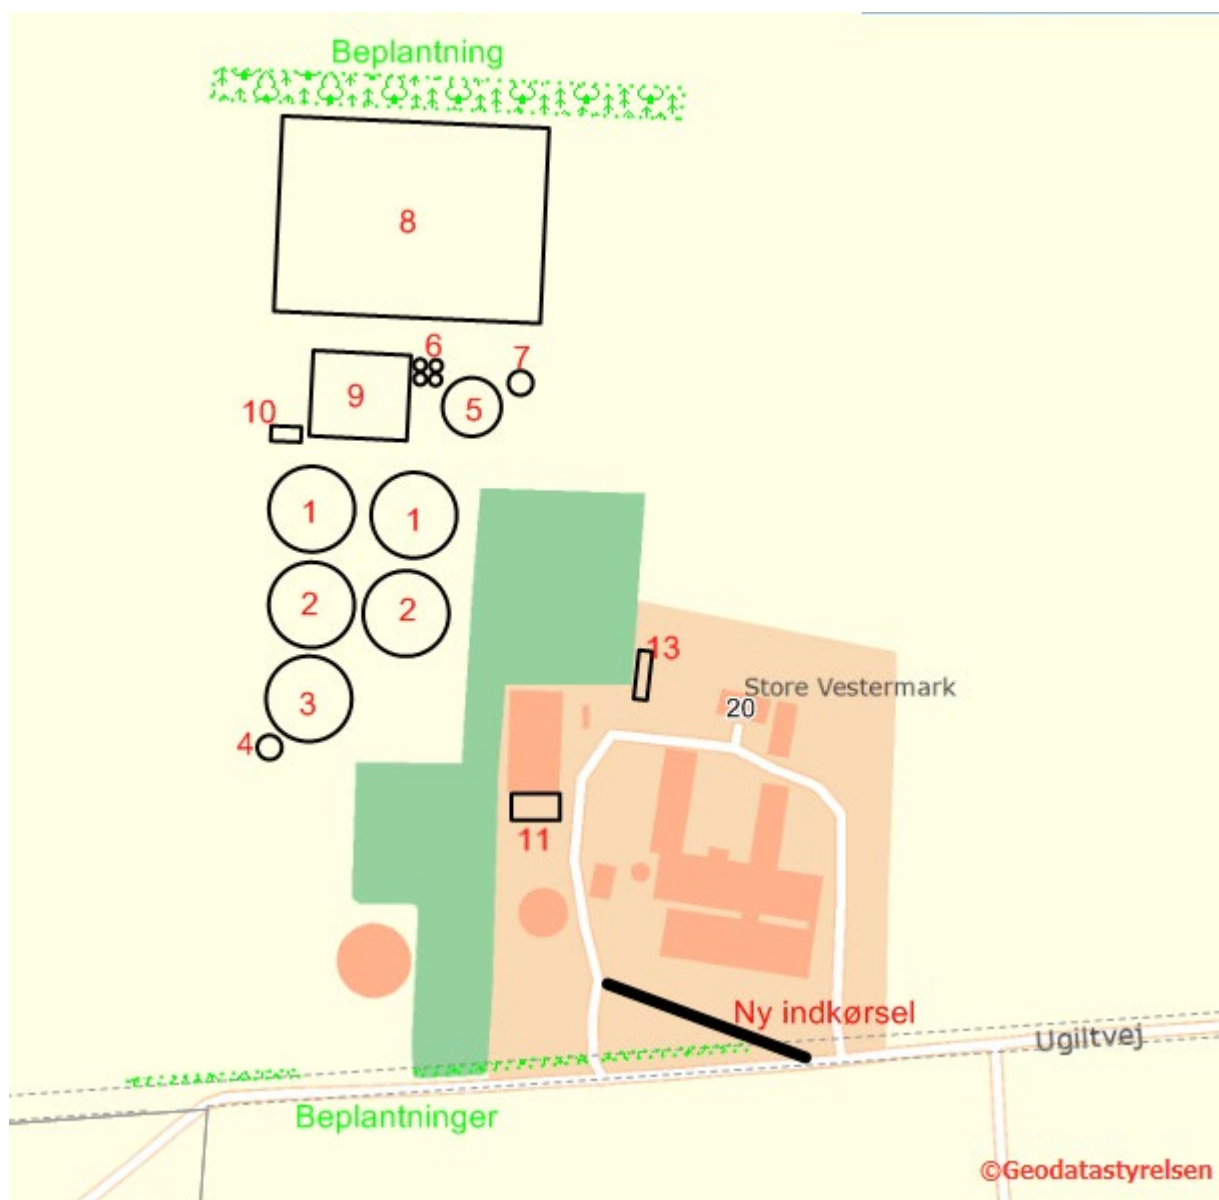 Beplantning
8
6
7
9
5
10
1
1
2
2
3
4
13
Store Vestermark
20
11
Ny indkørsel
Ugiltvej
Beplantninger
©Geodatastyrelsen